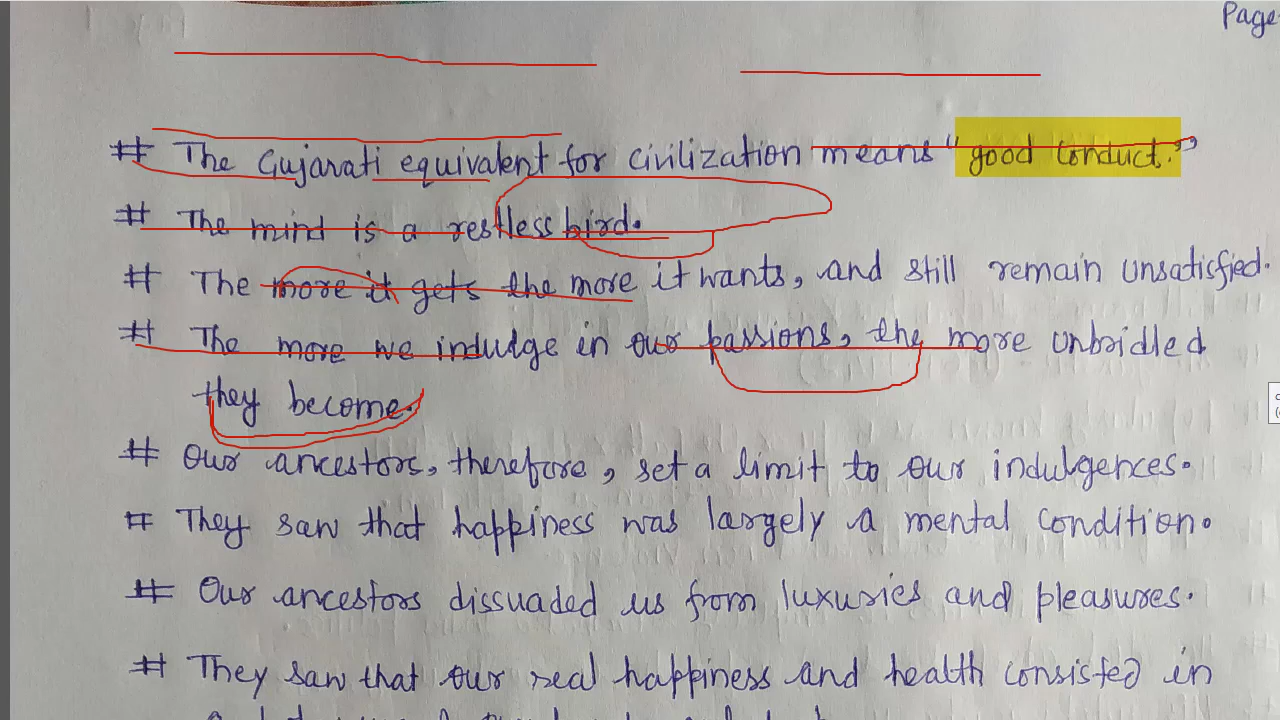 Page
# The Gujarati equivalent for civilization means "good conduct."
# The mind is a restless bird.
# The more it gets the more it wants, and still remain unsatisfied.
# The more we indulge in our passions, the more unbridled
they become.
# Our ancestors, therefore, set a limit to our indulgences.
# They saw that happiness was largely a mental condition.
# Our ancestors dissuaded us from luxuries and pleasures.
# They saw that our real happiness and health consisted in